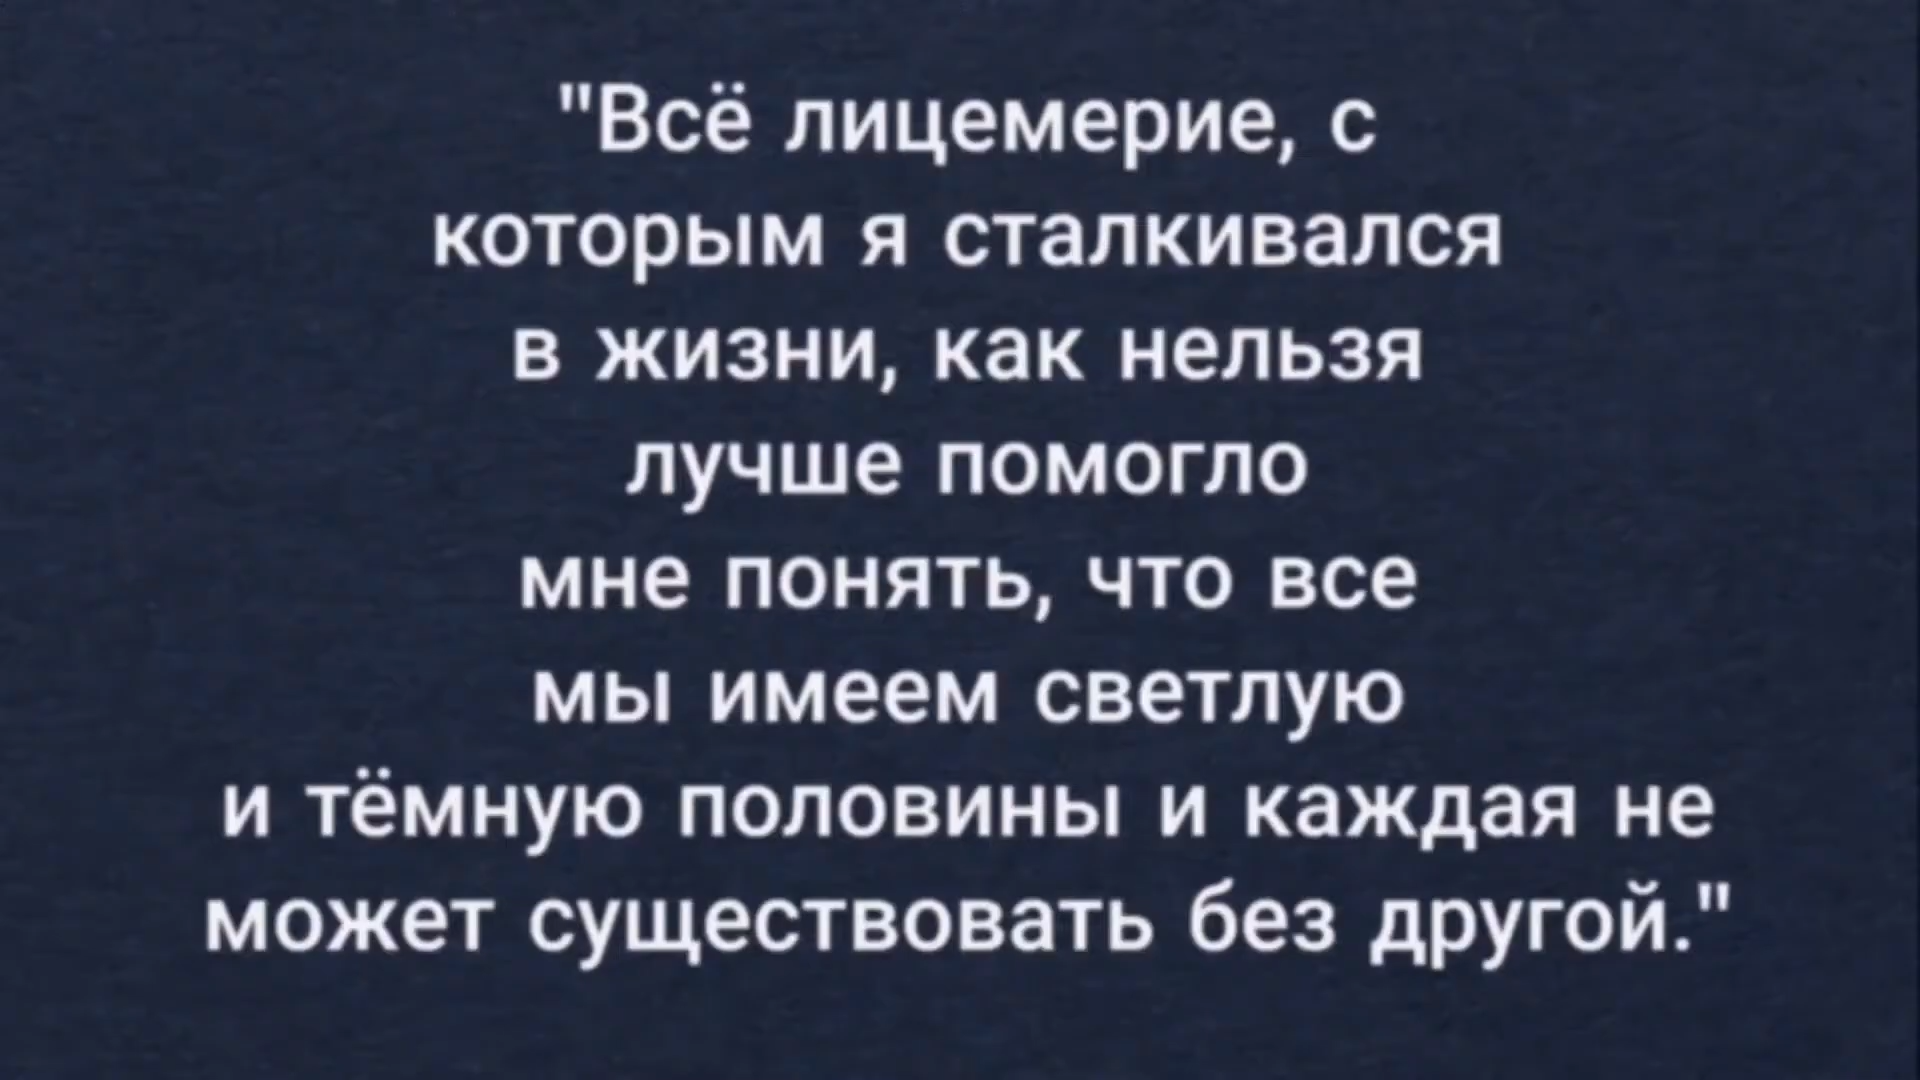 "Всё лицемерие, с
которым я сталкивался
в жизни, как нельзя
лучше помогло
мне понять, что все
мы имеем светлую
и тёмную половины и каждая не
может существовать без другой."